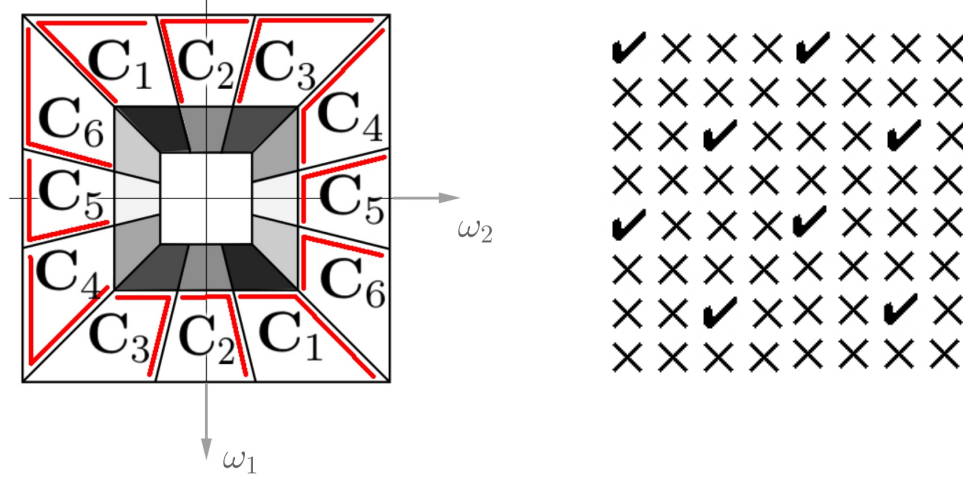 C₁ C₂ C₃
C₆ C₄
C₅ C₅
ω₂
C₄ C₆
C₃ C₂ C₁
ω₁